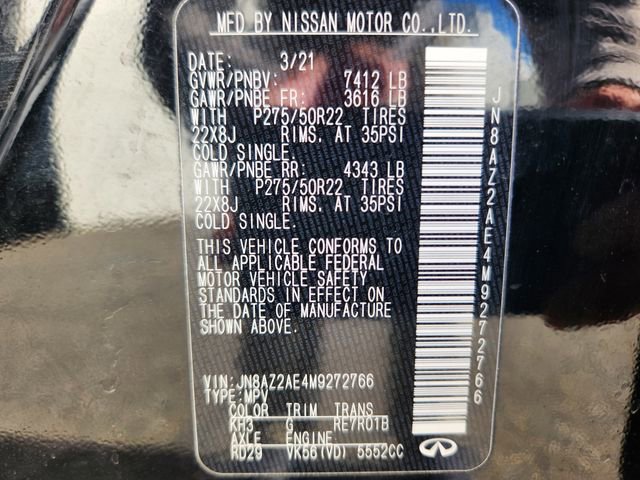 MFD BY NISSAN MOTOR CO.,LTD.
DATE: 3/21
GVWR/PNBV: 7412 LB
GAWR/PNBE FR: 3616 LB
WITH P275/50R22 TIRES
22X8J RIMS. AT 35PSI
COLD SINGLE.
GAWR/PNBE RR: 4343 LB
WITH P275/50R22 TIRES
22X8J RIMS. AT 35PSI
COLD SINGLE.
THIS VEHICLE CONFORMS TO
ALL APPLICABLE FEDERAL
MOTOR VEHICLE SAFETY
STANDARDS IN EFFECT ON
THE DATE OF MANUFACTURE
SHOWN ABOVE.
VIN:JN8AZ2AE4M9272766
TYPE:MPV
COLOR TRIM TRANS
KH3 G RE7R01B
AXLE ENGINE
RD29 VK56(VD) 5552CC
JN8AZ2AE4M9272766